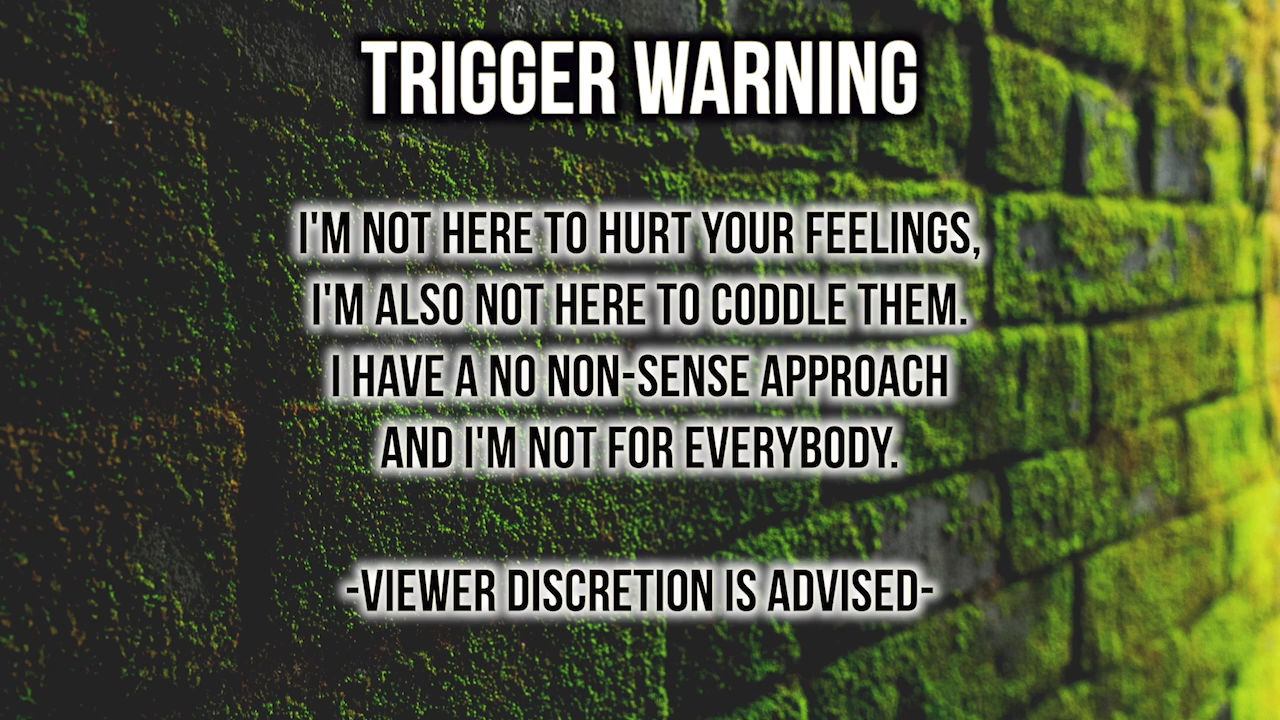 TRIGGER WARNING
I'M NOT HERE TO HURT YOUR FEELINGS,
I'M ALSO NOT HERE TO CODDLE THEM.
I HAVE A NO NON-SENSE APPROACH
AND I'M NOT FOR EVERYBODY.
-VIEWER DISCRETION IS ADVISED-